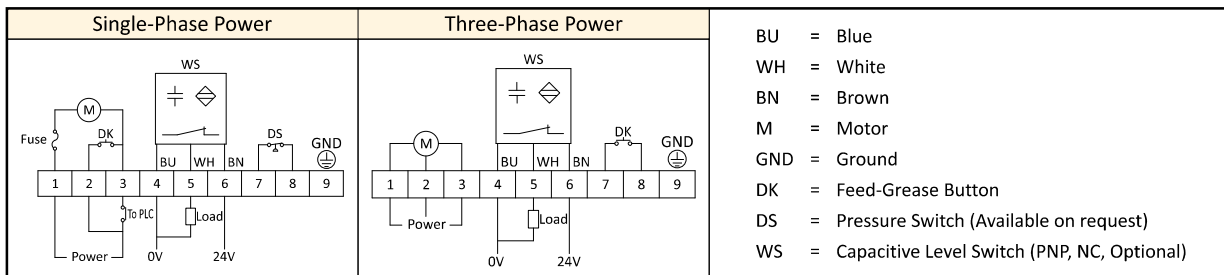 Single-Phase Power
WS
M
Fuse
DK
DS
GND
BU WH BN
1 2 3 4 5 6 7 8 9
To PLC
Load
Power
0V
24V
Three-Phase Power
WS
M
DK
GND
BU WH BN
1 2 3 4 5 6 7 8 9
Load
Power
0V
24V
BU = Blue
WH = White
BN = Brown
M = Motor
GND = Ground
DK = Feed-Grease Button
DS = Pressure Switch (Available on request)
WS = Capacitive Level Switch (PNP, NC, Optional)